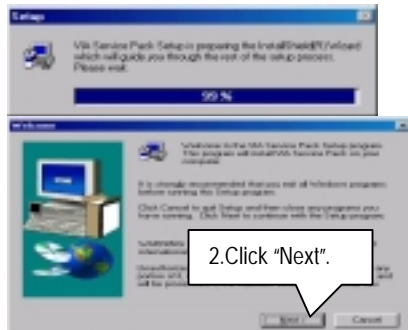 Setup
VIA Service Pack Setup is preparing the InstallShield(R) Wizard
which will guide you through the rest of the setup process.
Please wait.
99 %
Welcome
Welcome to the VIA Service Pack Setup program.
This program will install VIA Service Pack on your
computer.
It is strongly recommended that you exit all Windows programs
before running this Setup program.
Click Cancel to quit Setup and then close any programs you
have running. Click Next to continue with the Setup program.
WARNING:
2.Click “Next”.
Next >
Cancel